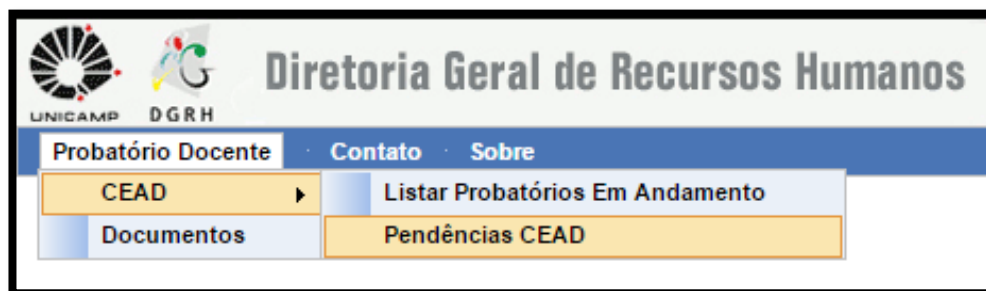 Diretoria Geral de Recursos Humanos
UNICAMP DGRH
Probatório Docente · Contato · Sobre
CEAD Listar Probatórios Em Andamento
Documentos Pendências CEAD